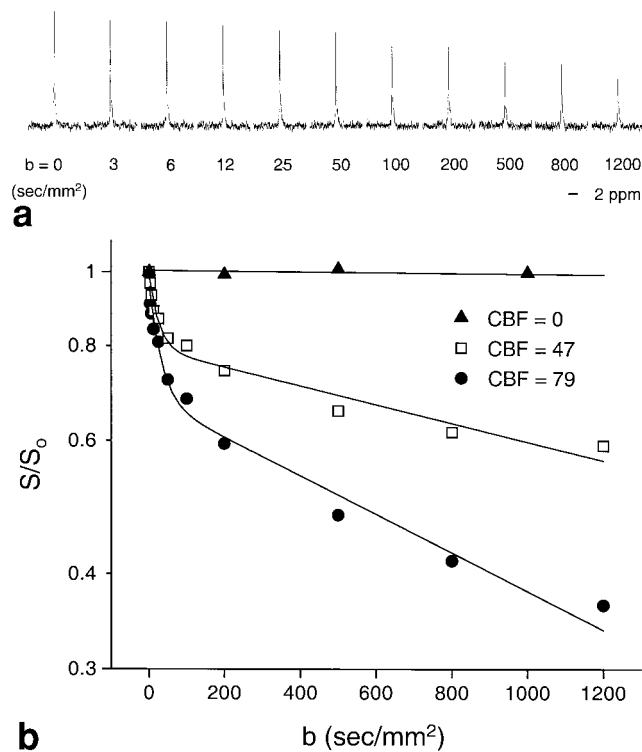 b = 0 3 6 12 25 50 100 200 500 800 1200
(sec/mm²)
– 2 ppm
a
1
0.8
0.6
0.4
0.3
S/So
CBF = 0
CBF = 47
CBF = 79
0 200 400 600 800 1000 1200
b (sec/mm²)
b